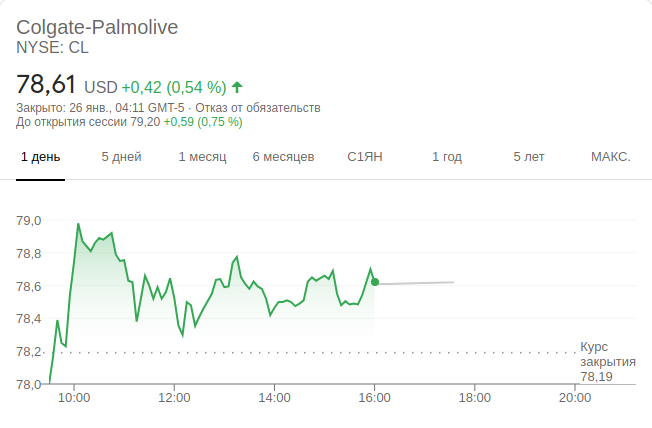 Colgate-Palmolive
NYSE: CL
78,61 USD +0,42 (0,54 %)
Закрыто: 26 янв., 04:11 GMT-5 · Отказ от обязательств
До открытия сессии 79,20 +0,59 (0,75 %)
1 день 5 дней 1 месяц 6 месяцев С1ЯН 1 год 5 лет МАКС.
79,0
78,8
78,6
78,4
78,2
78,0
Курс
закрытия
78,19
10:00 12:00 14:00 16:00 18:00 20:00